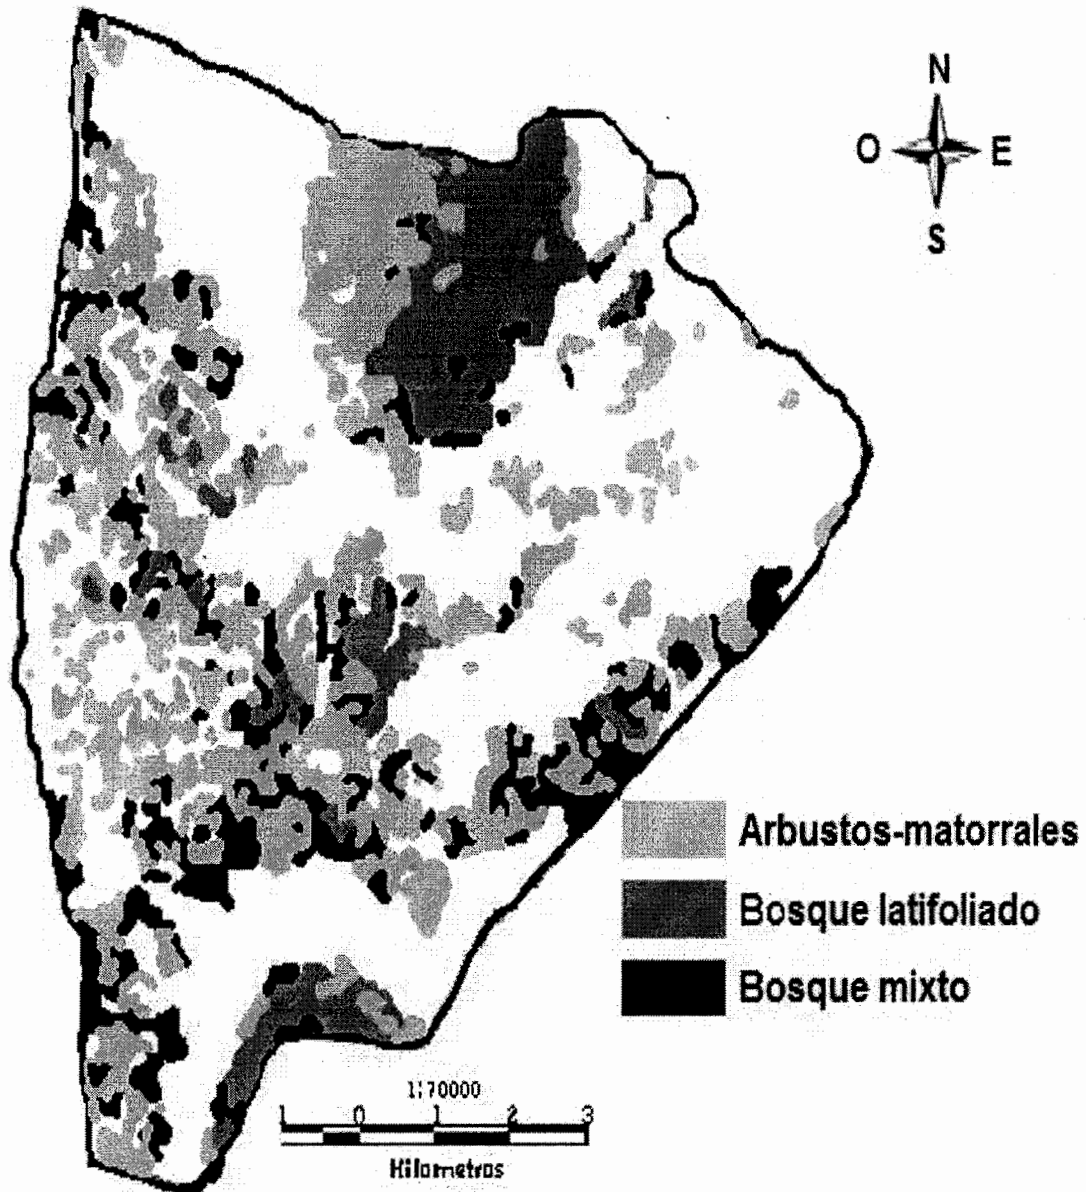 N
O E
S
Arbustos-matorrales
Bosque latifoliado
Bosque mixto
1:70000
1 0 1 2 3
Kilometros